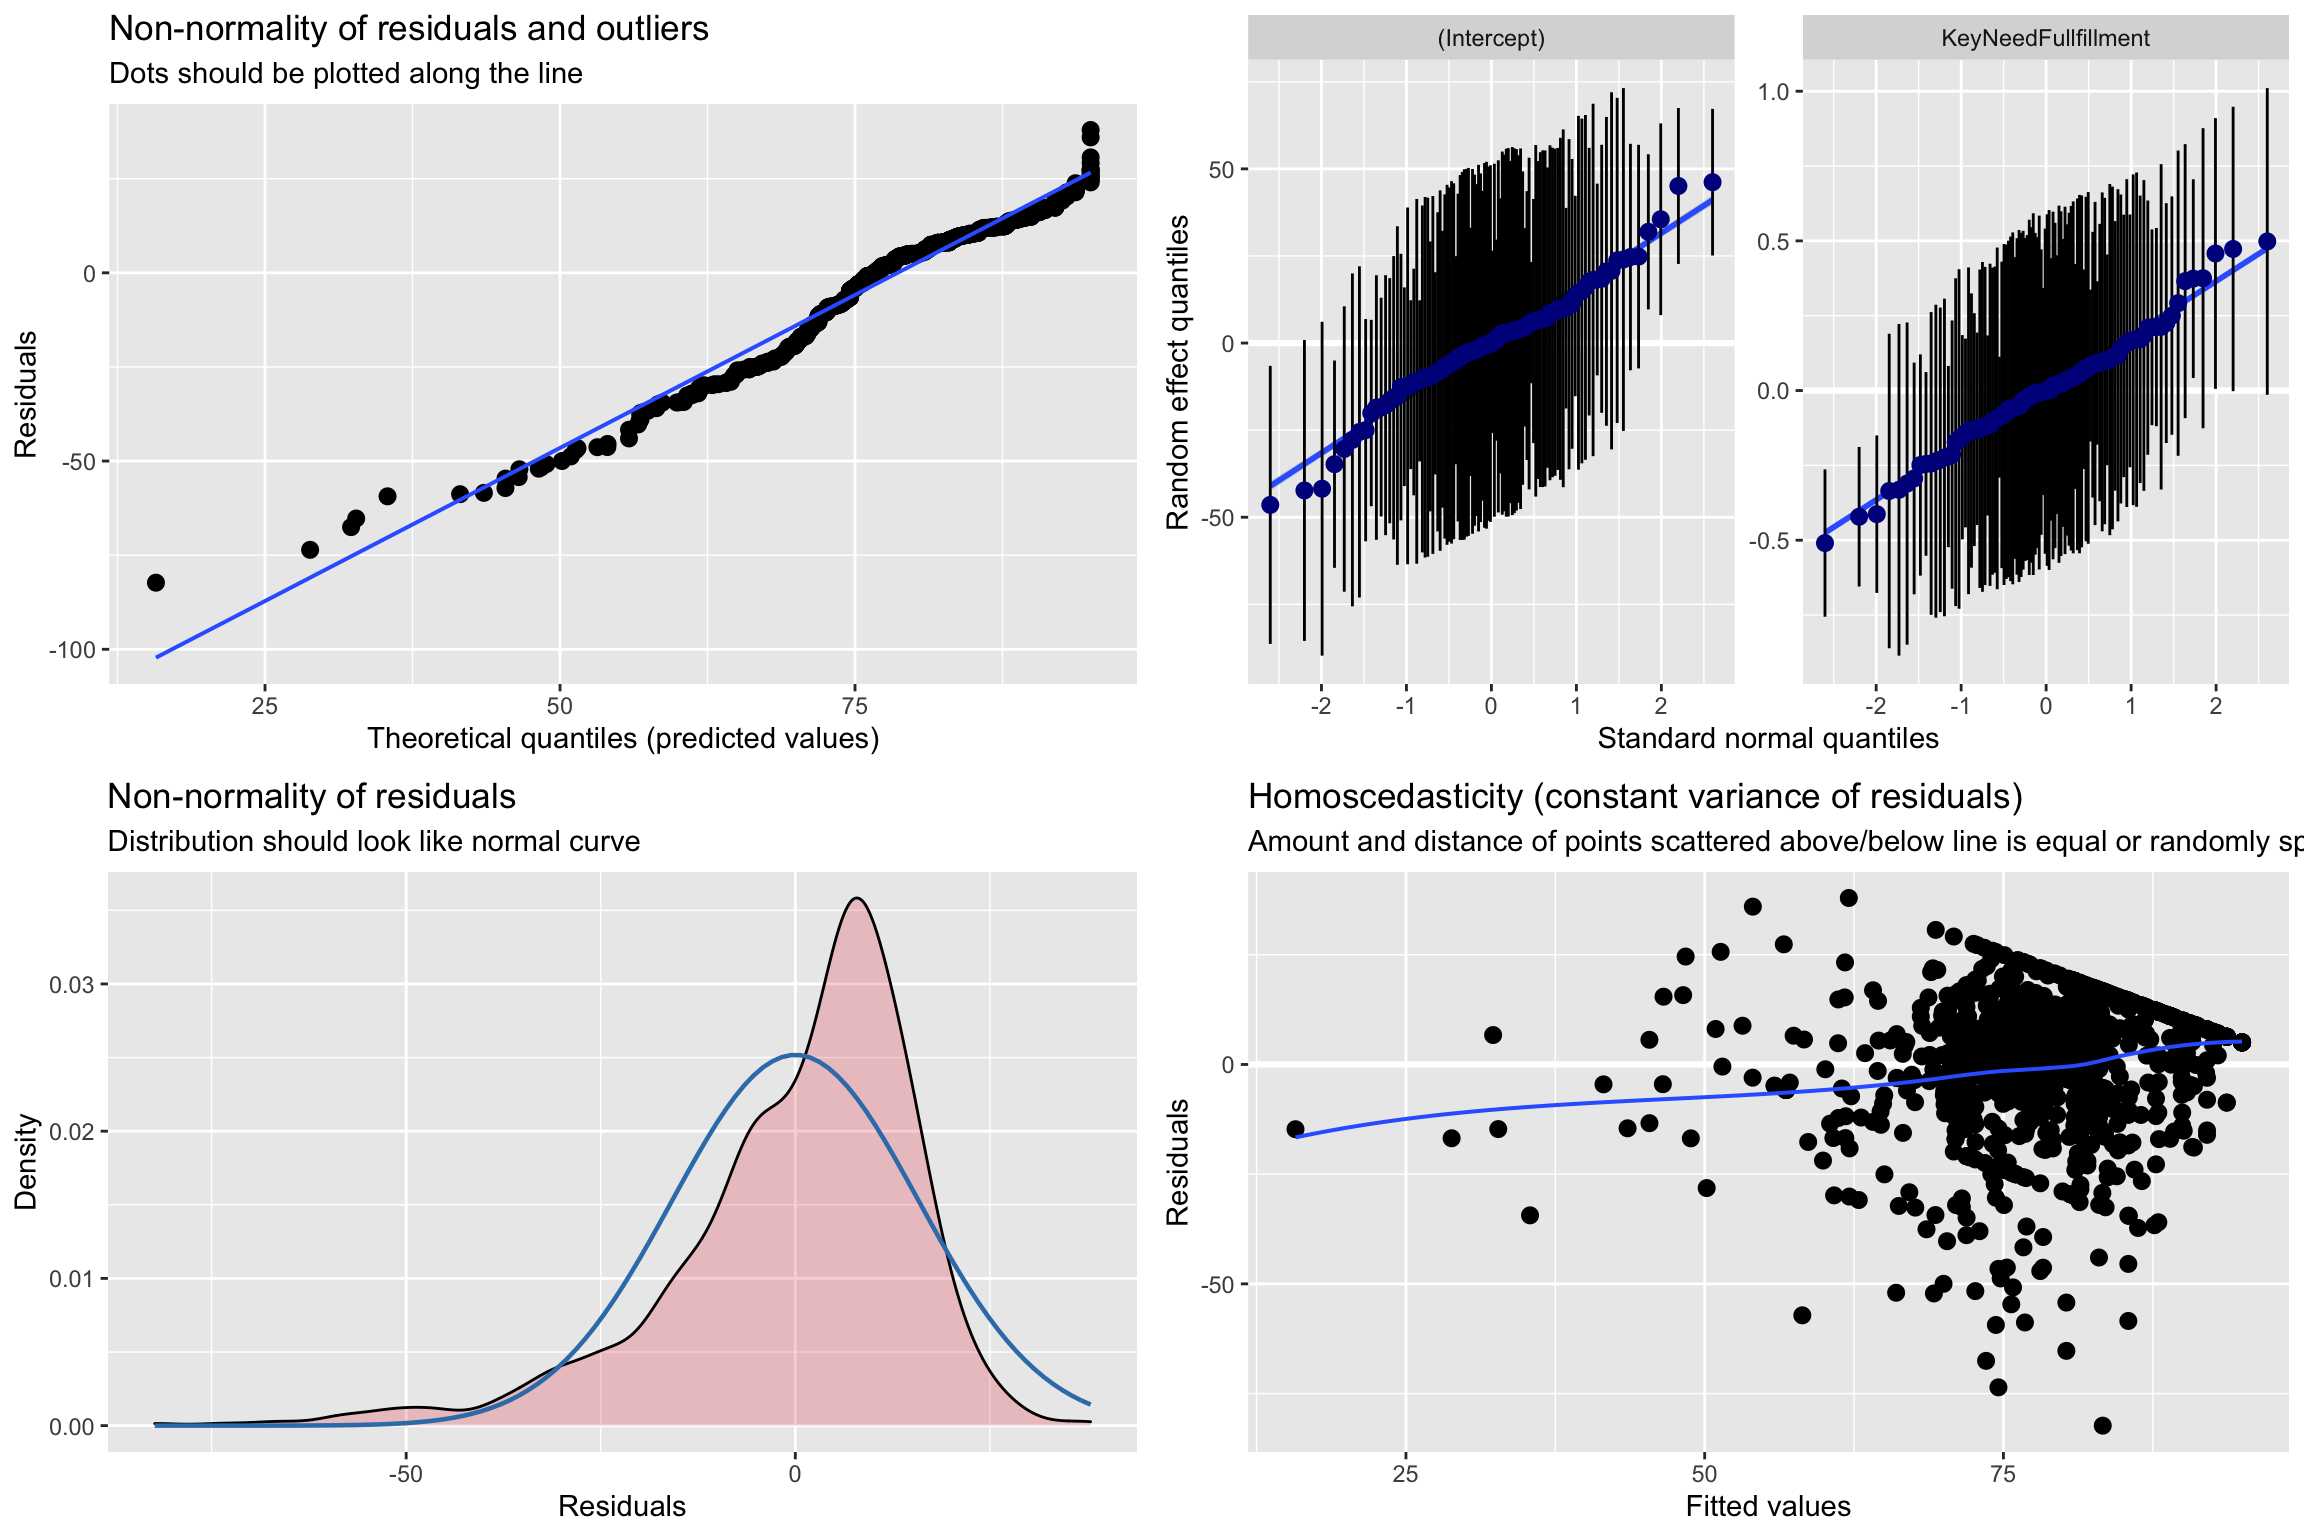 Non-normality of residuals and outliers
Dots should be plotted along the line
Residuals
0
-50
-100
25
50
75
Theoretical quantiles (predicted values)
(Intercept)
KeyNeedFullfillment
Random effect quantiles
50
0
-50
1.0
0.5
0.0
-0.5
-2
-1
0
1
2
-2
-1
0
1
2
Standard normal quantiles
Non-normality of residuals
Distribution should look like normal curve
Density
0.03
0.02
0.01
0.00
-50
0
Residuals
Homoscedasticity (constant variance of residuals)
Amount and distance of points scattered above/below line is equal or randomly sp
Residuals
0
-50
25
50
75
Fitted values